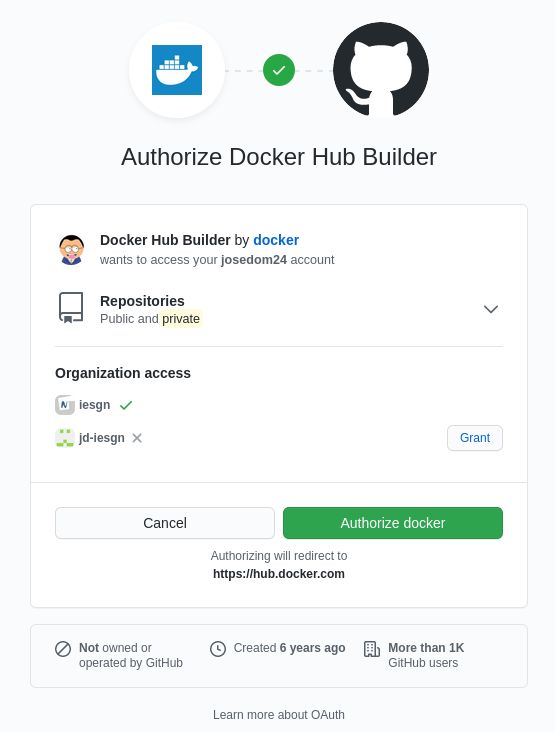 Authorize Docker Hub Builder
Docker Hub Builder by docker
wants to access your josedom24 account
Repositories
Public and private
Organization access
iesgn
jd-iesgn
Grant
Cancel
Authorize docker
Authorizing will redirect to
https://hub.docker.com
Not owned or
operated by GitHub
Created 6 years ago
More than 1K
GitHub users
Learn more about OAuth